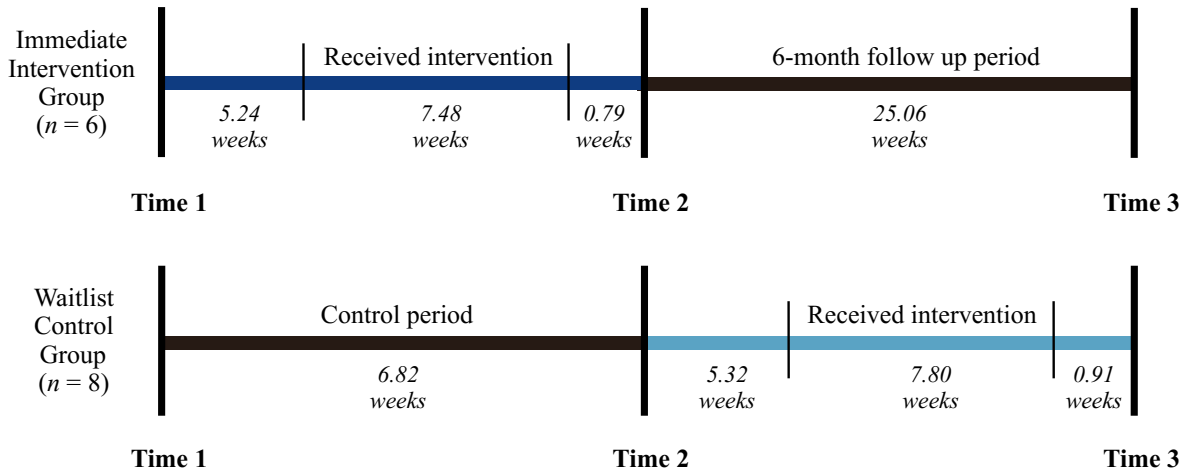 Immediate
Intervention
Group
(n = 6)
Received intervention
6-month follow up period
5.24
weeks
7.48
weeks
0.79
weeks
25.06
weeks
Time 1
Time 2
Time 3
Waitlist
Control
Group
(n = 8)
Control period
Received intervention
6.82
weeks
5.32
weeks
7.80
weeks
0.91
weeks
Time 1
Time 2
Time 3